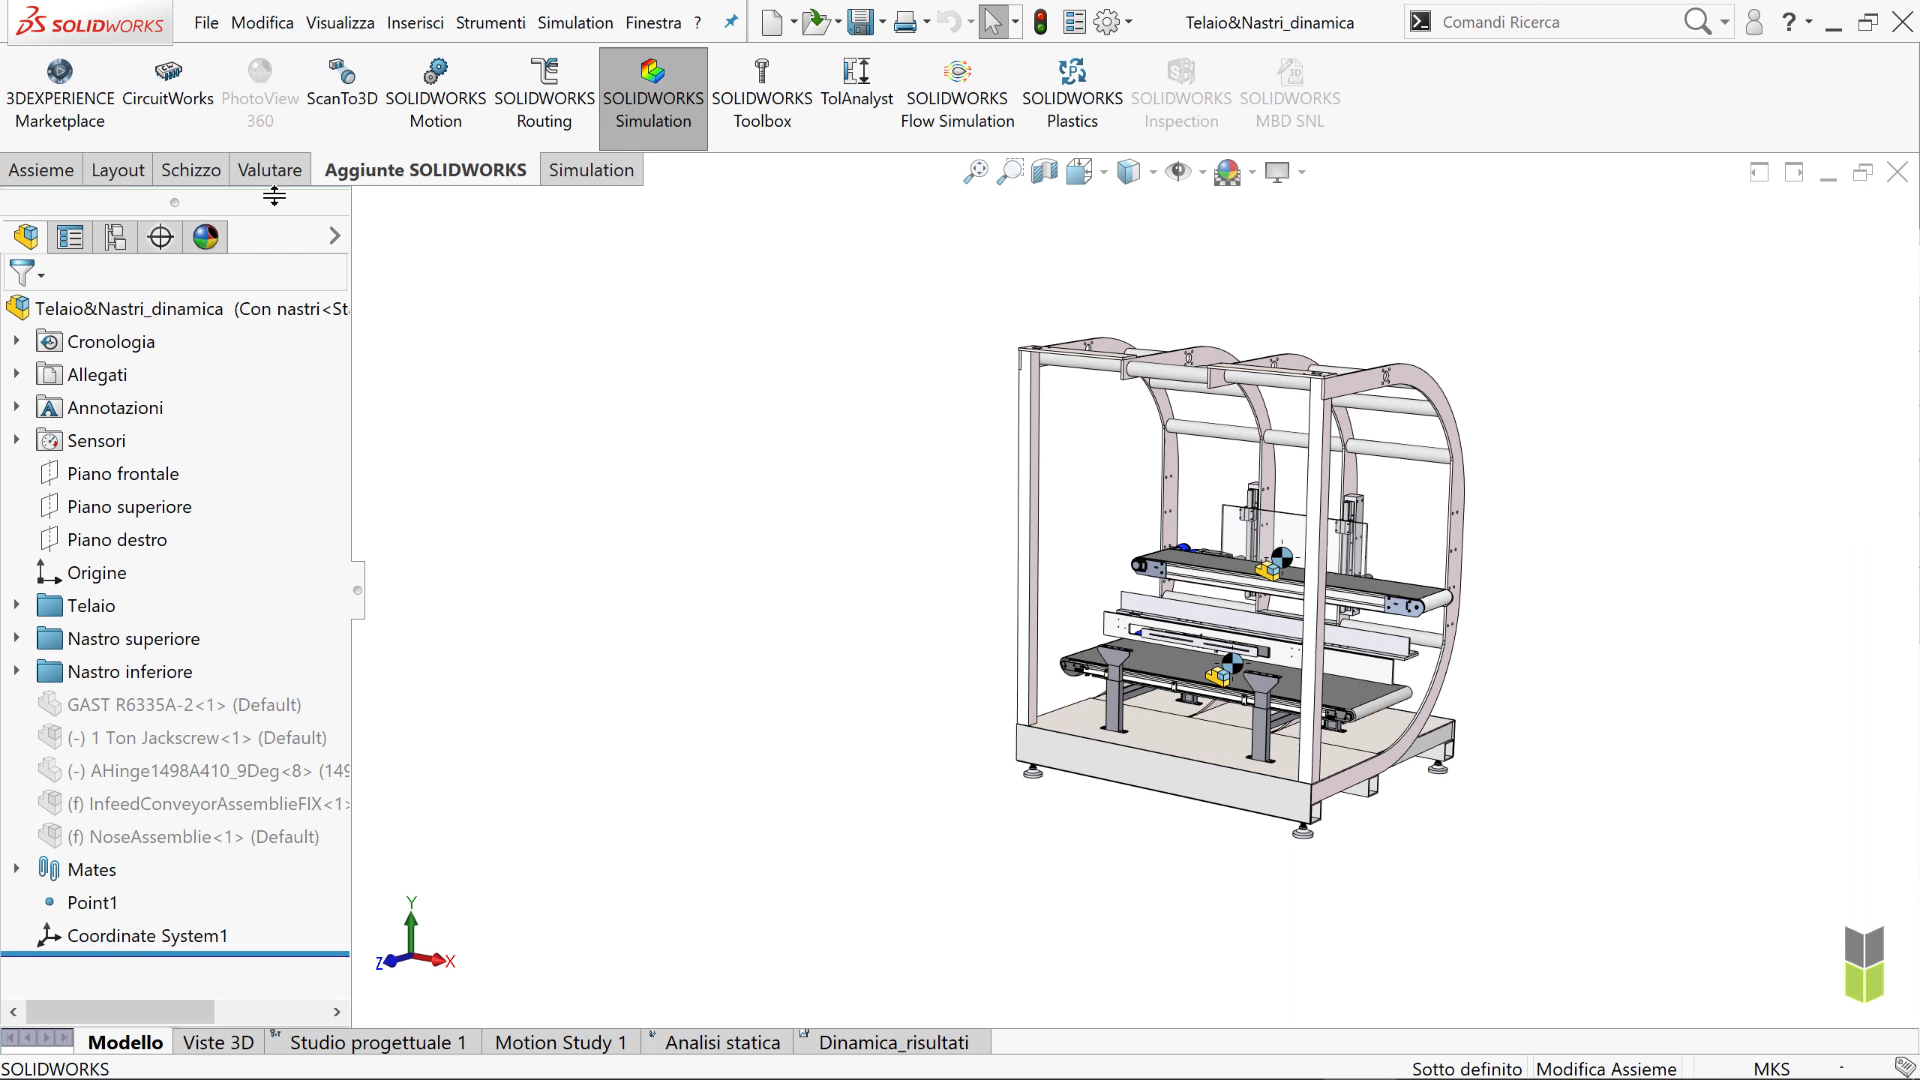 SOLIDWORKS
File Modifica Visualizza Inserisci Strumenti Simulation Finestra ?
Telaio&Nastri_dinamica
Comandi Ricerca
?
3DEXPERIENCE Marketplace
CircuitWorks
PhotoView 360
ScanTo3D
SOLIDWORKS Motion
SOLIDWORKS Routing
SOLIDWORKS Simulation
SOLIDWORKS Toolbox
TolAnalyst
SOLIDWORKS Flow Simulation
SOLIDWORKS Plastics
SOLIDWORKS Inspection
SOLIDWORKS MBD SNL
Assieme Layout Schizzo Valutare Aggiunte SOLIDWORKS Simulation
Telaio&Nastri_dinamica (Con nastri<St
Cronologia
Allegati
Annotazioni
Sensori
Piano frontale
Piano superiore
Piano destro
Origine
Telaio
Nastro superiore
Nastro inferiore
GAST R6335A-2<1> (Default)
(-) 1 Ton Jackscrew<1> (Default)
(-) AHinge1498A410_9Deg<8> (149
(f) InfeedConveyorAssemblieFIX<1>
(f) NoseAssemblie<1> (Default)
Mates
Point1
Coordinate System1
Y
Z
X
Modello Viste 3D Studio progettuale 1 Motion Study 1 Analisi statica Dinamica_risultati
SOLIDWORKS
Sotto definito Modifica Assieme MKS -